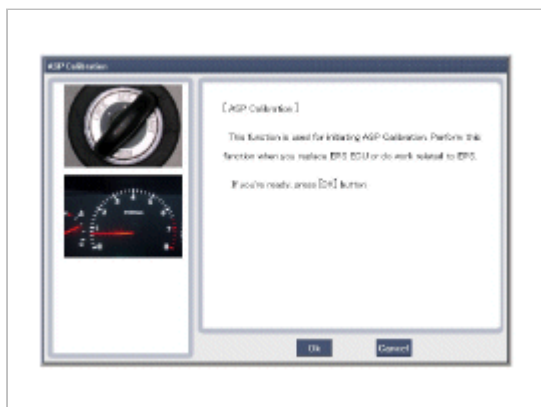 ASP Calibration
[ ASP Calibration ]
This function is used for initiating ASP Calibration. Perform this
function when you replace EPS ECU or do work related to EPS.
If you're ready, press [OK] button
Ok
Cancel